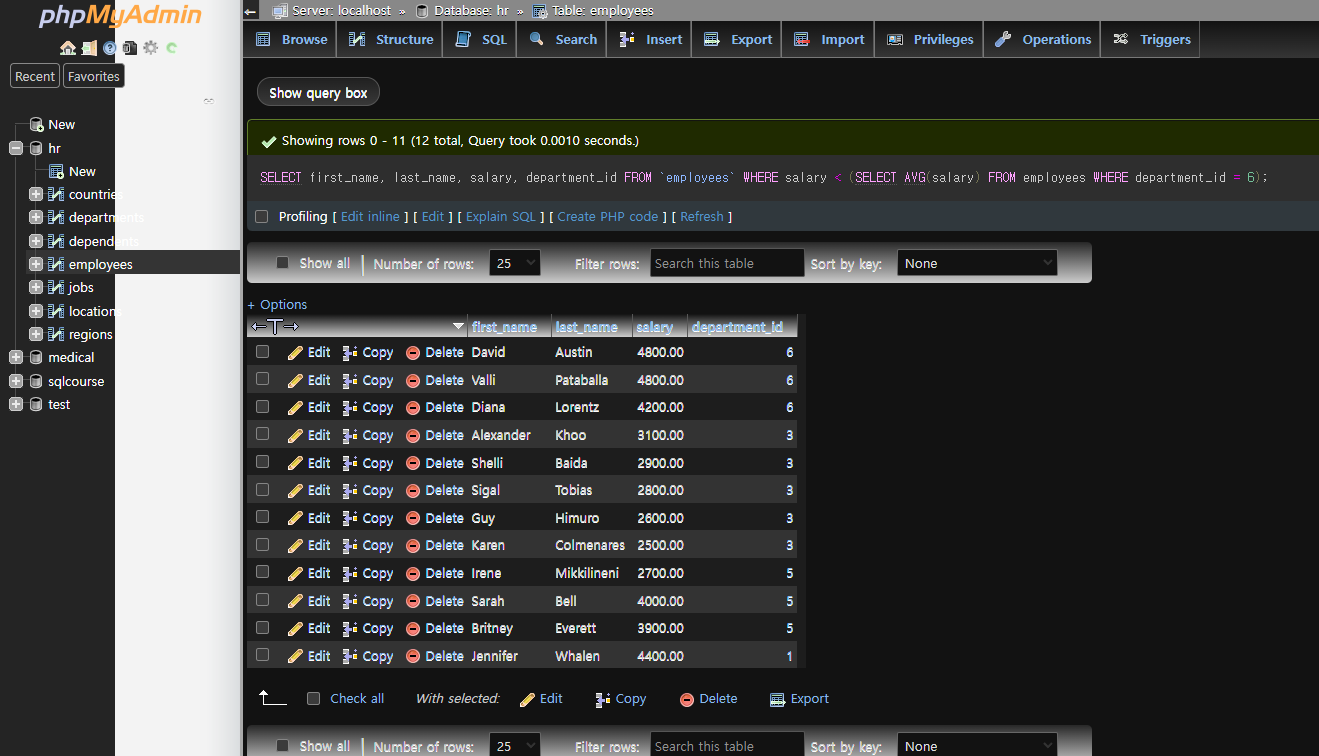 phpMyAdmin
Recent Favorites
New
hr
New
countries
departments
dependents
employees
jobs
locations
regions
medical
sqlcourse
test
Server: localhost » Database: hr » Table: employees
Browse Structure SQL Search Insert Export Import Privileges Operations Triggers
Show query box
Showing rows 0 - 11 (12 total, Query took 0.0010 seconds.)
SELECT first_name, last_name, salary, department_id FROM `employees` WHERE salary < (SELECT AVG(salary) FROM employees WHERE department_id = 6);
Profiling [ Edit inline ] [ Edit ] [ Explain SQL ] [ Create PHP code ] [ Refresh ]
Show all | Number of rows: 25 Filter rows: Search this table Sort by key: None
+ Options
←T→ first_name last_name salary department_id
Edit Copy Delete David Austin 4800.00 6
Edit Copy Delete Valli Pataballa 4800.00 6
Edit Copy Delete Diana Lorentz 4200.00 6
Edit Copy Delete Alexander Khoo 3100.00 3
Edit Copy Delete Shelli Baida 2900.00 3
Edit Copy Delete Sigal Tobias 2800.00 3
Edit Copy Delete Guy Himuro 2600.00 3
Edit Copy Delete Karen Colmenares 2500.00 3
Edit Copy Delete Irene Mikkilineni 2700.00 5
Edit Copy Delete Sarah Bell 4000.00 5
Edit Copy Delete Britney Everett 3900.00 5
Edit Copy Delete Jennifer Whalen 4400.00 1
Check all With selected: Edit Copy Delete Export
Show all | Number of rows: 25 Filter rows: Search this table Sort by key: None